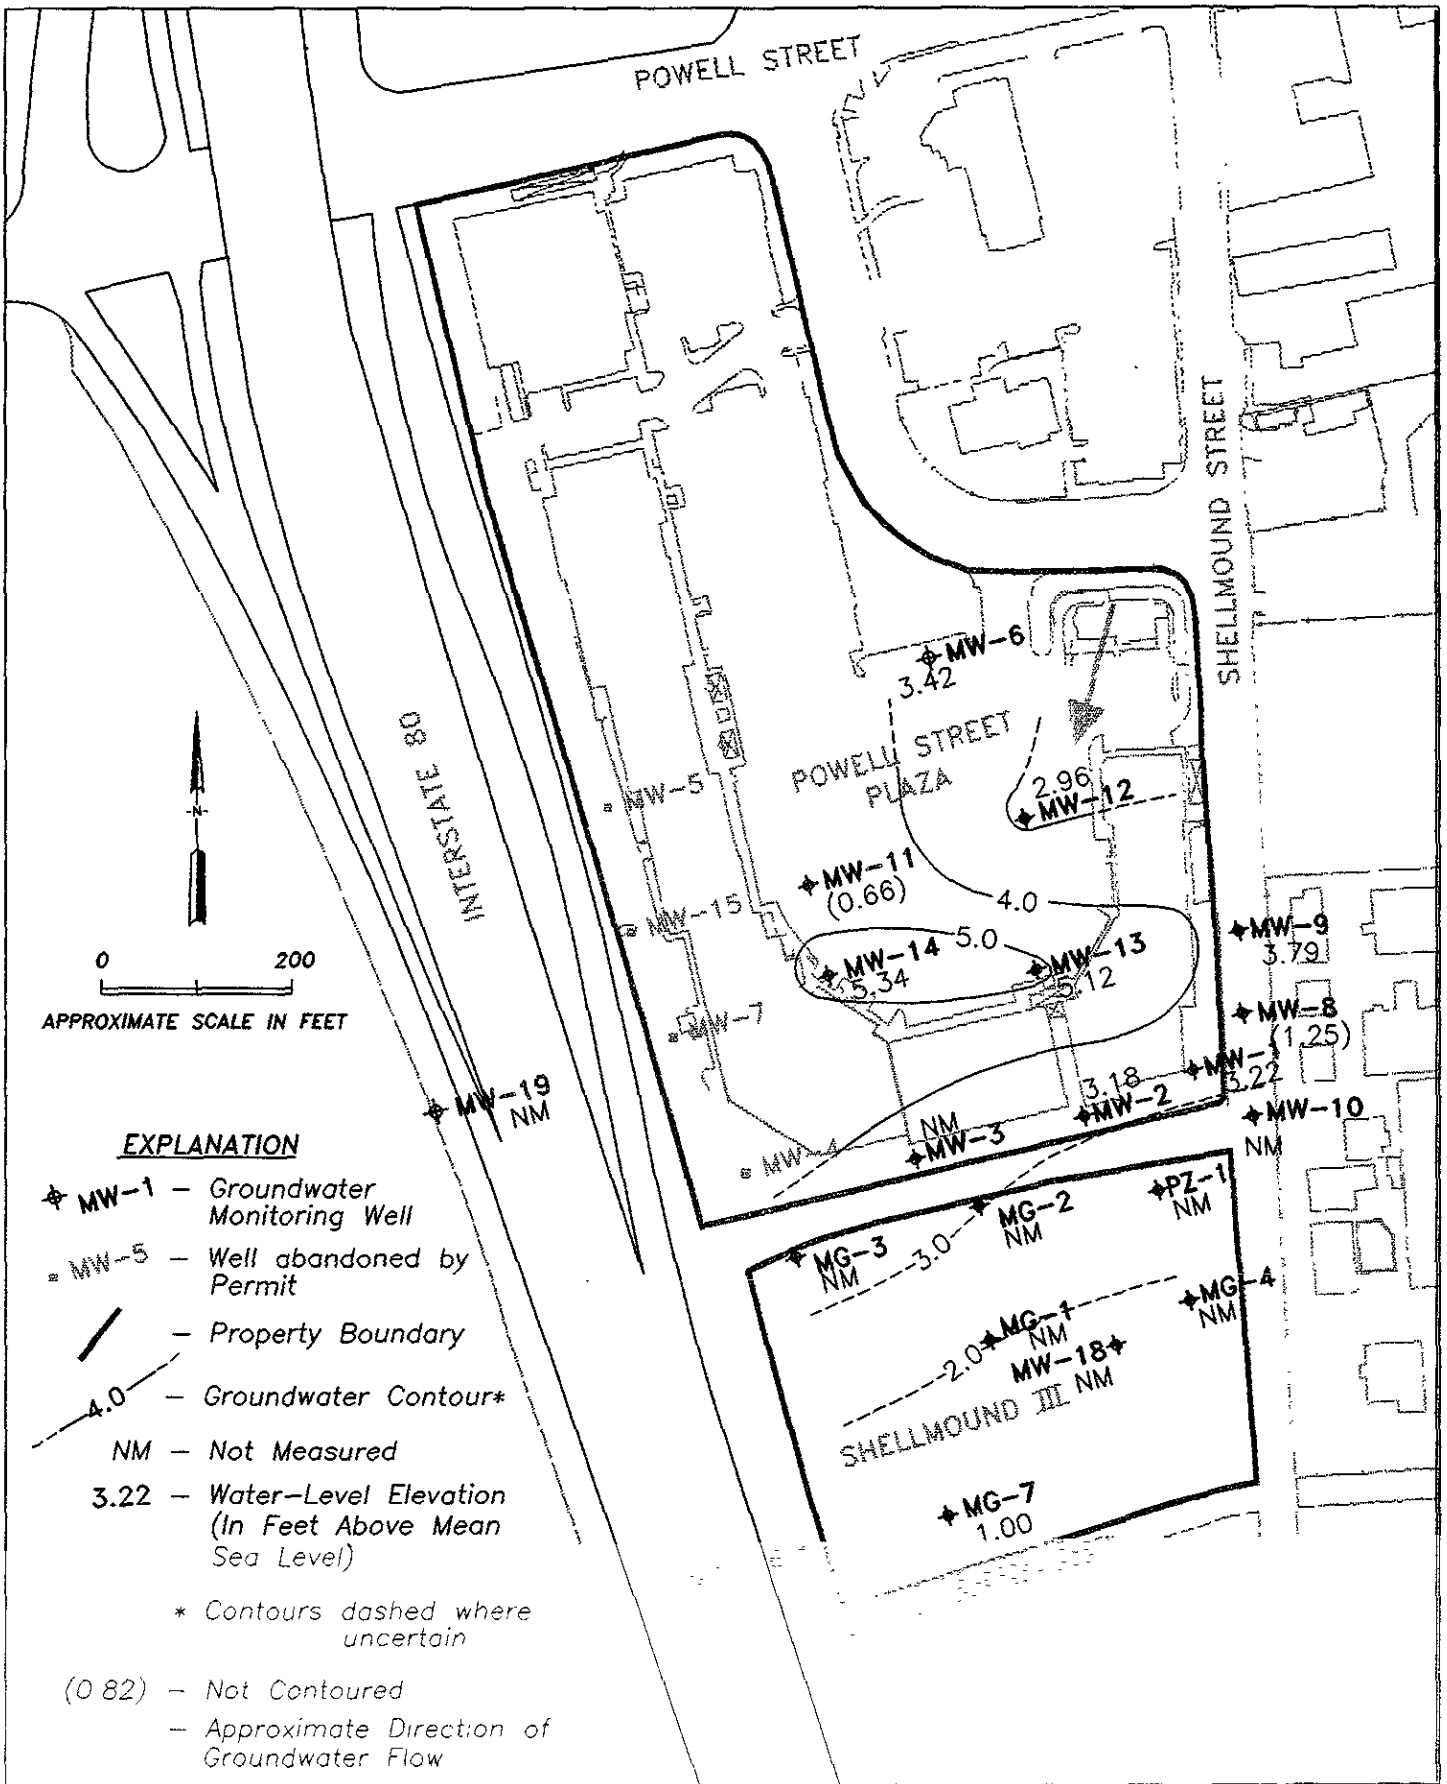 POWELL STREET
SHELLMOUND STREET
INTERSTATE 80
MW-6
3.42
POWELL STREET
PLAZA
2.96
MW-12
MW-5
MW-11
(0.66)
MW-15
4.0
5.0
MW-9
3.79
MW-14
5.34
MW-13
5.12
MW-8
(1.25)
MW-7
MW-1
3.22
3.18
MW-2
MW-10
NM
MW-19
NM
NM
MW-3
MW-4
-N-
0 200
APPROXIMATE SCALE IN FEET
PZ-1
NM
MG-2
NM
MG-3
NM
3.0
MG-4
NM
MG-1
NM
2.0
MW-18
NM
SHELLMOUND III
MG-7
1.00
EXPLANATION
MW-1 – Groundwater
Monitoring Well
MW-5 – Well abandoned by
Permit
– Property Boundary
4.0 – Groundwater Contour*
NM – Not Measured
3.22 – Water-Level Elevation
(In Feet Above Mean
Sea Level)
* Contours dashed where
uncertain
(0 82) – Not Contoured
– Approximate Direction of
Groundwater Flow